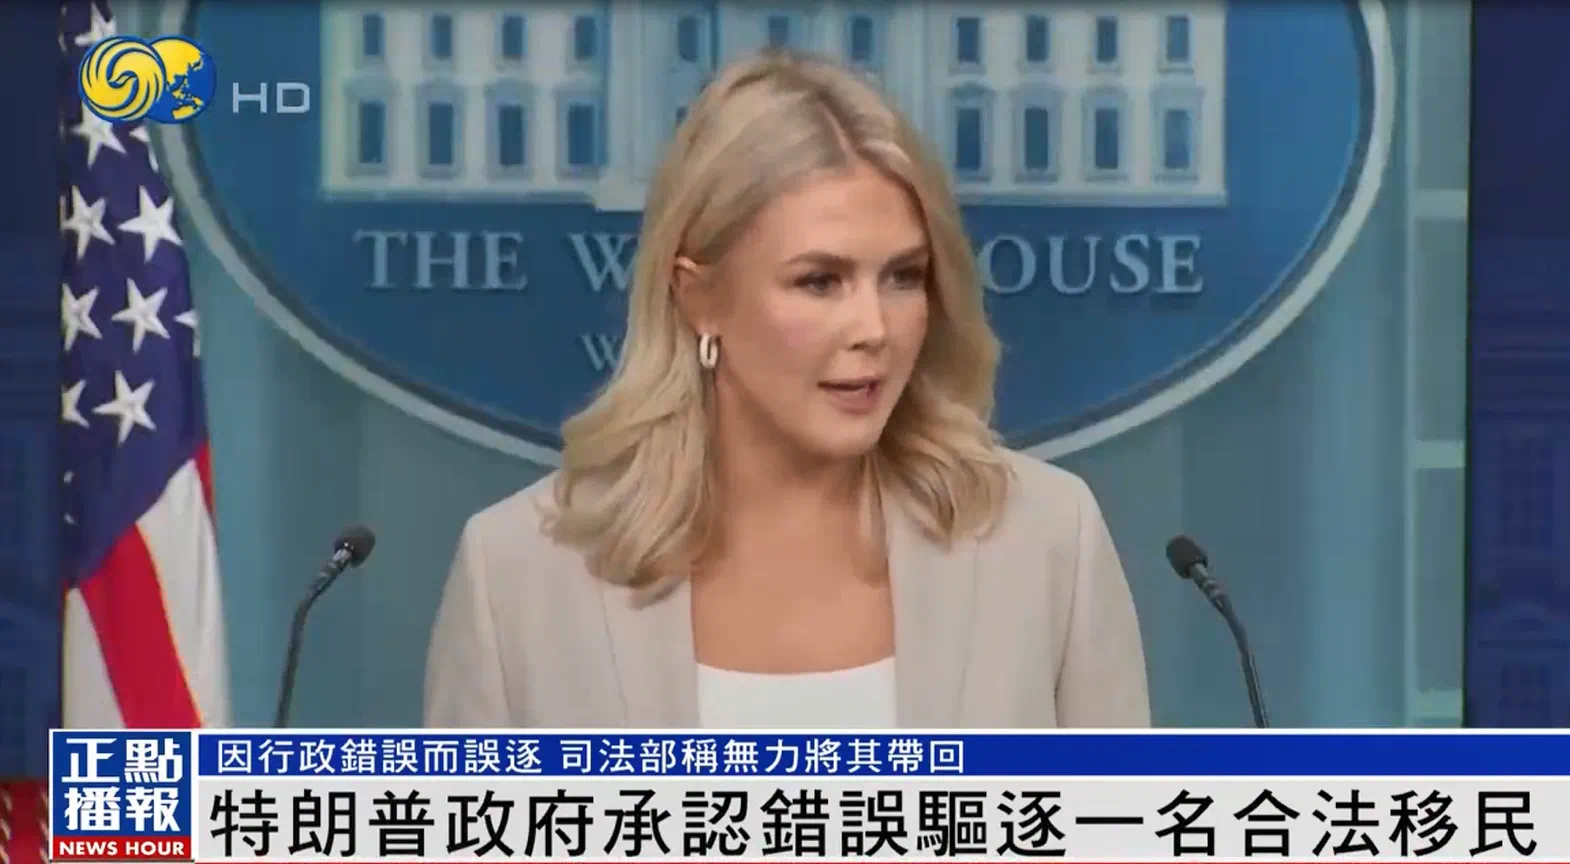 HD
THE W OUSE
W
因行政錯誤而誤逐 司法部稱無力將其帶回
正點
播報
NEWS HOUR
特朗普政府承認錯誤驅逐一名合法移民